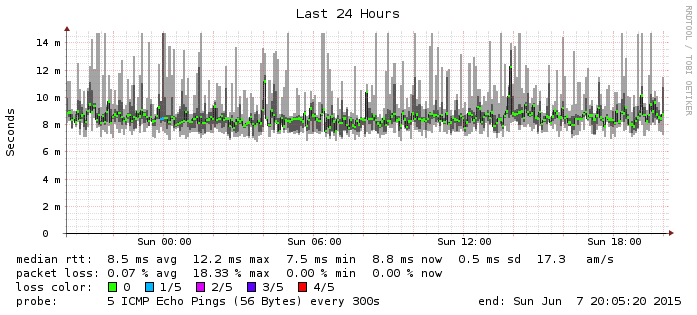 Last 24 Hours
RRDTOOL / TOBI OETIKER
Seconds
14 m
12 m
10 m
8 m
6 m
4 m
2 m
0
Sun 00:00 Sun 06:00 Sun 12:00 Sun 18:00
median rtt: 8.5 ms avg 12.2 ms max 7.5 ms min 8.8 ms now 0.5 ms sd 17.3 am/s
packet loss: 0.07 % avg 18.33 % max 0.00 % min 0.00 % now
loss color: 0 1/5 2/5 3/5 4/5
probe: 5 ICMP Echo Pings (56 Bytes) every 300s end: Sun Jun 7 20:05:20 2015